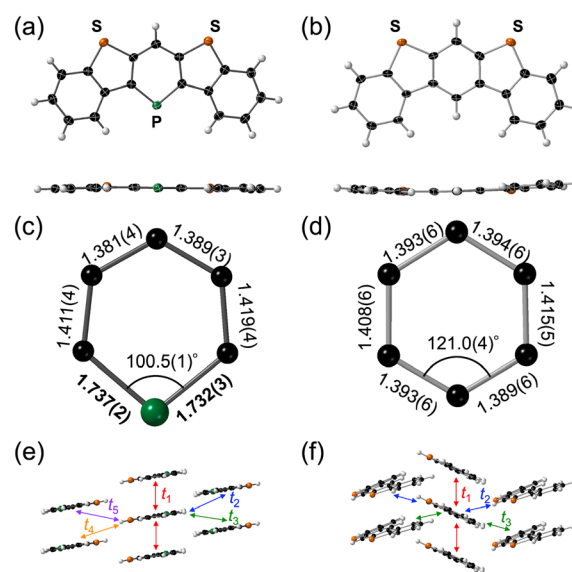 (a)
(b)
S S
S S
P
(c)
(d)
1.381(4) 1.389(3)
1.393(6) 1.394(6)
1.411(4) 1.419(4)
1.408(6) 1.415(5)
100.5(1)°
121.0(4)°
1.737(2) 1.732(3)
1.393(6) 1.389(6)
(e)
(f)
t1
t2
t5
t3
t4
t1
t2
t3